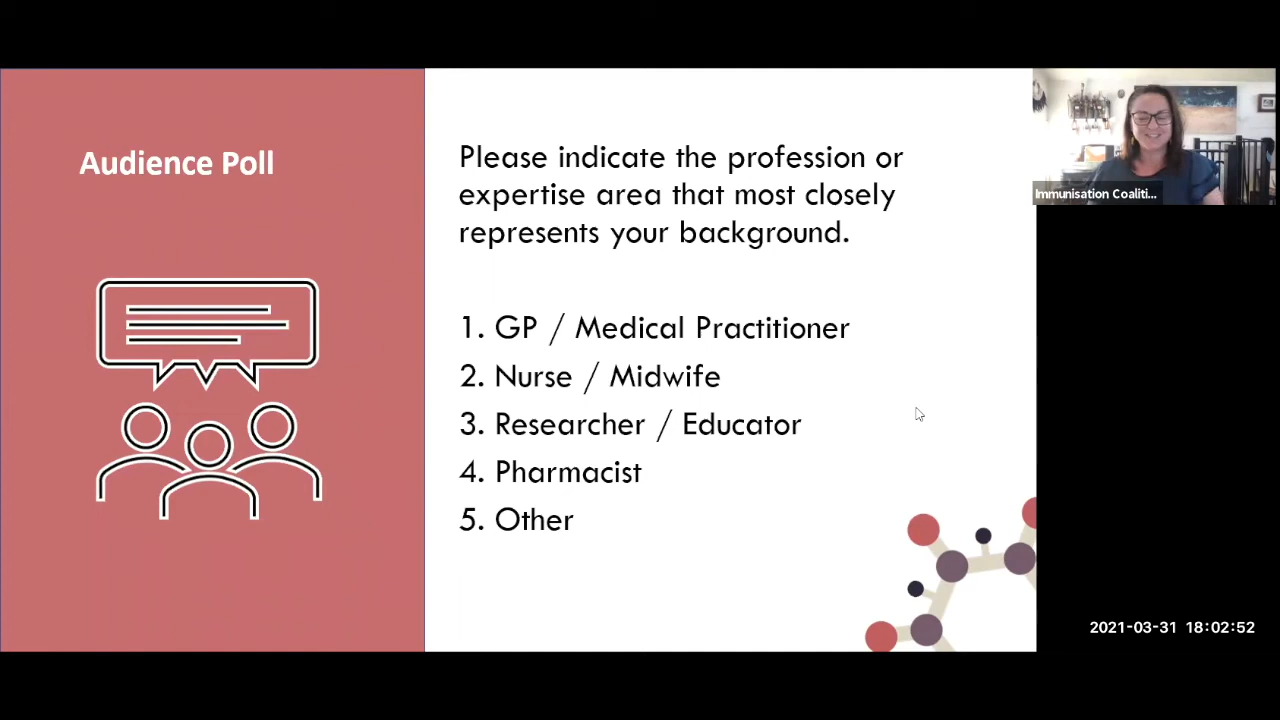 Audience Poll
Please indicate the profession or
expertise area that most closely
represents your background.
1. GP / Medical Practitioner
2. Nurse / Midwife
3. Researcher / Educator
4. Pharmacist
5. Other
Immunisation Coaliti...
2021-03-31 18:02:52